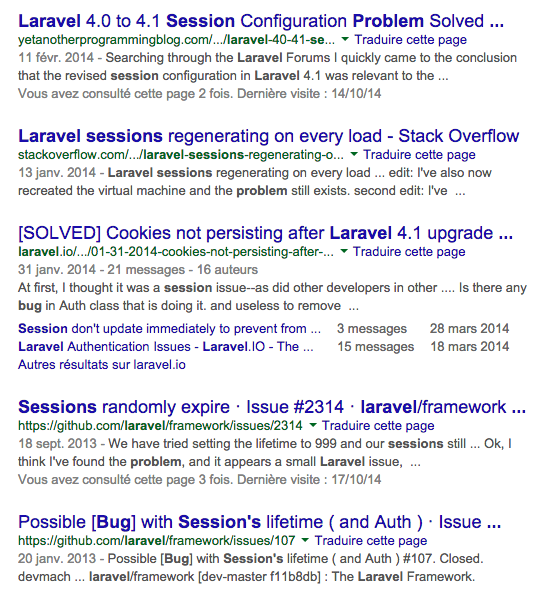 Laravel 4.0 to 4.1 Session Configuration Problem Solved ...
yetanotherprogrammingblog.com/.../laravel-40-41-se... ▼ Traduire cette page
11 févr. 2014 - Searching through the Laravel Forums I quickly came to the conclusion
that the revised session configuration in Laravel 4.1 was relevant to the ...
Vous avez consulté cette page 2 fois. Dernière visite : 14/10/14
Laravel sessions regenerating on every load - Stack Overflow
stackoverflow.com/.../laravel-sessions-regenerating-o... ▼ Traduire cette page
13 janv. 2014 - Laravel sessions regenerating on every load ... edit: I've also now
recreated the virtual machine and the problem still exists. second edit: I've ...
[SOLVED] Cookies not persisting after Laravel 4.1 upgrade ...
laravel.io/.../01-31-2014-cookies-not-persisting-after-... ▼ Traduire cette page
31 janv. 2014 - 21 messages - 16 auteurs
At first, I thought it was a session issue--as did other developers in other .... Is there any
bug in Auth class that is doing it. and useless to remove ...
Session don't update immediately to prevent from ... 3 messages 28 mars 2014
Laravel Authentication Issues - Laravel.IO - The ... 15 messages 18 mars 2014
Autres résultats sur laravel.io
Sessions randomly expire · Issue #2314 · laravel/framework ...
https://github.com/laravel/framework/issues/2314 ▼ Traduire cette page
18 sept. 2013 - We have tried setting the lifetime to 999 and our sessions still ... Ok, I
think I've found the problem, and it appears a small Laravel issue, ...
Vous avez consulté cette page 3 fois. Dernière visite : 17/10/14
Possible [Bug] with Session's lifetime ( and Auth ) · Issue ...
https://github.com/laravel/framework/issues/107 ▼ Traduire cette page
20 janv. 2013 - Possible [Bug] with Session's lifetime ( and Auth ) #107. Closed.
devmach ... laravel/framework [dev-master f11b8db] : The Laravel Framework.